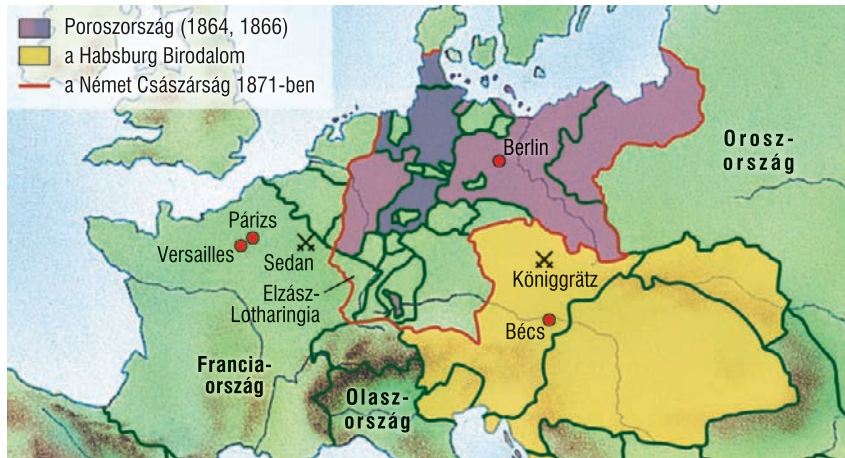 Poroszország (1864, 1866)
a Habsburg Birodalom
a Német Császárság 1871-ben
Berlin
Orosz-
ország
Párizs
Versailles
Sedan
Königgrätz
Elzász-
Lotharingia
Bécs
Francia-
ország
Olasz-
ország